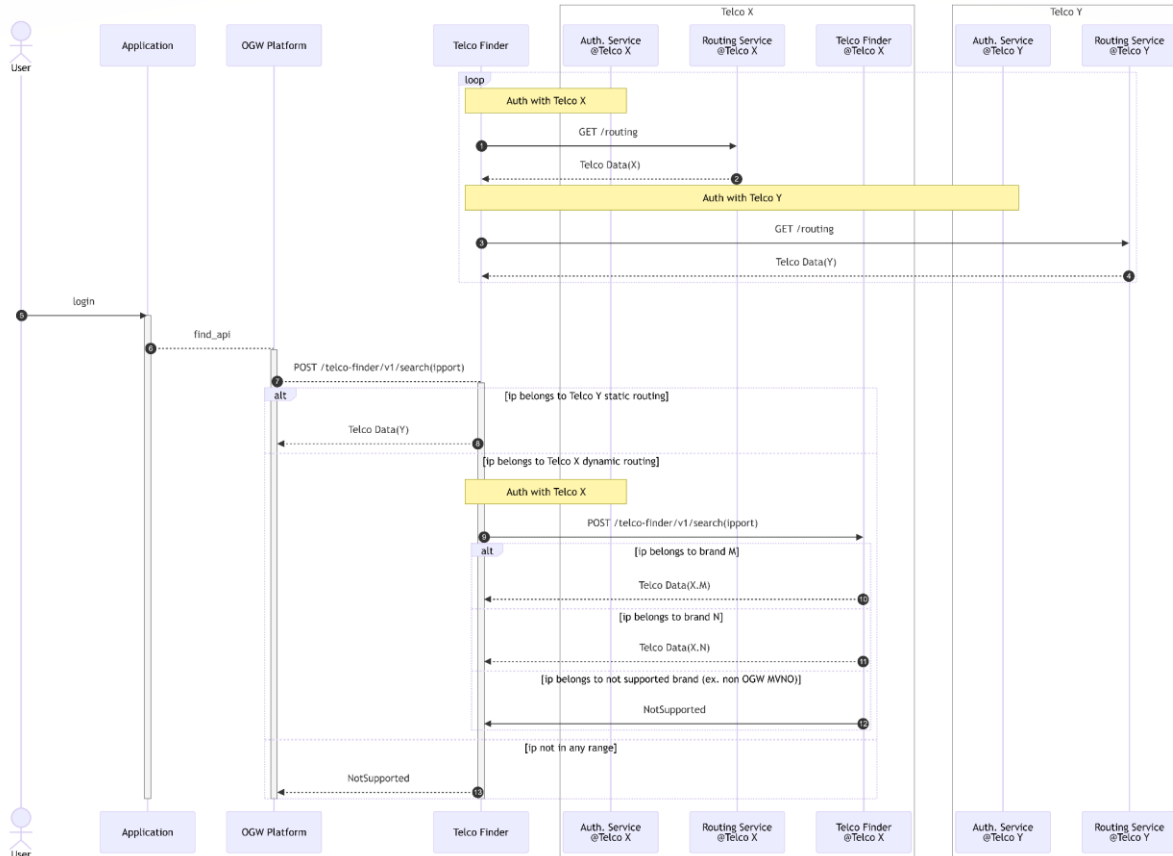 Telco X
Telco Y
User
Application
OGW Platform
Telco Finder
Auth. Service
@Telco X
Routing Service
@Telco X
Telco Finder
@Telco X
Auth. Service
@Telco Y
Routing Service
@Telco Y
loop
Auth with Telco X
GET /routing
1
Telco Data(X)
2
Auth with Telco Y
GET /routing
3
Telco Data(Y)
4
login
5
find_api
6
POST /telco-finder/v1/search(ipport)
7
alt
[ip belongs to Telco Y static routing]
Telco Data(Y)
8
[ip belongs to Telco X dynamic routing]
Auth with Telco X
POST /telco-finder/v1/search(ipport)
9
alt
[ip belongs to brand M]
Telco Data(X.M)
10
[ip belongs to brand N]
Telco Data(X.N)
11
[ip belongs to not supported brand (ex. non OGW MVNO)]
NotSupported
12
[ip not in any range]
NotSupported
13
User
Application
OGW Platform
Telco Finder
Auth. Service
@Telco X
Routing Service
@Telco X
Telco Finder
@Telco X
Auth. Service
@Telco Y
Routing Service
@Telco Y